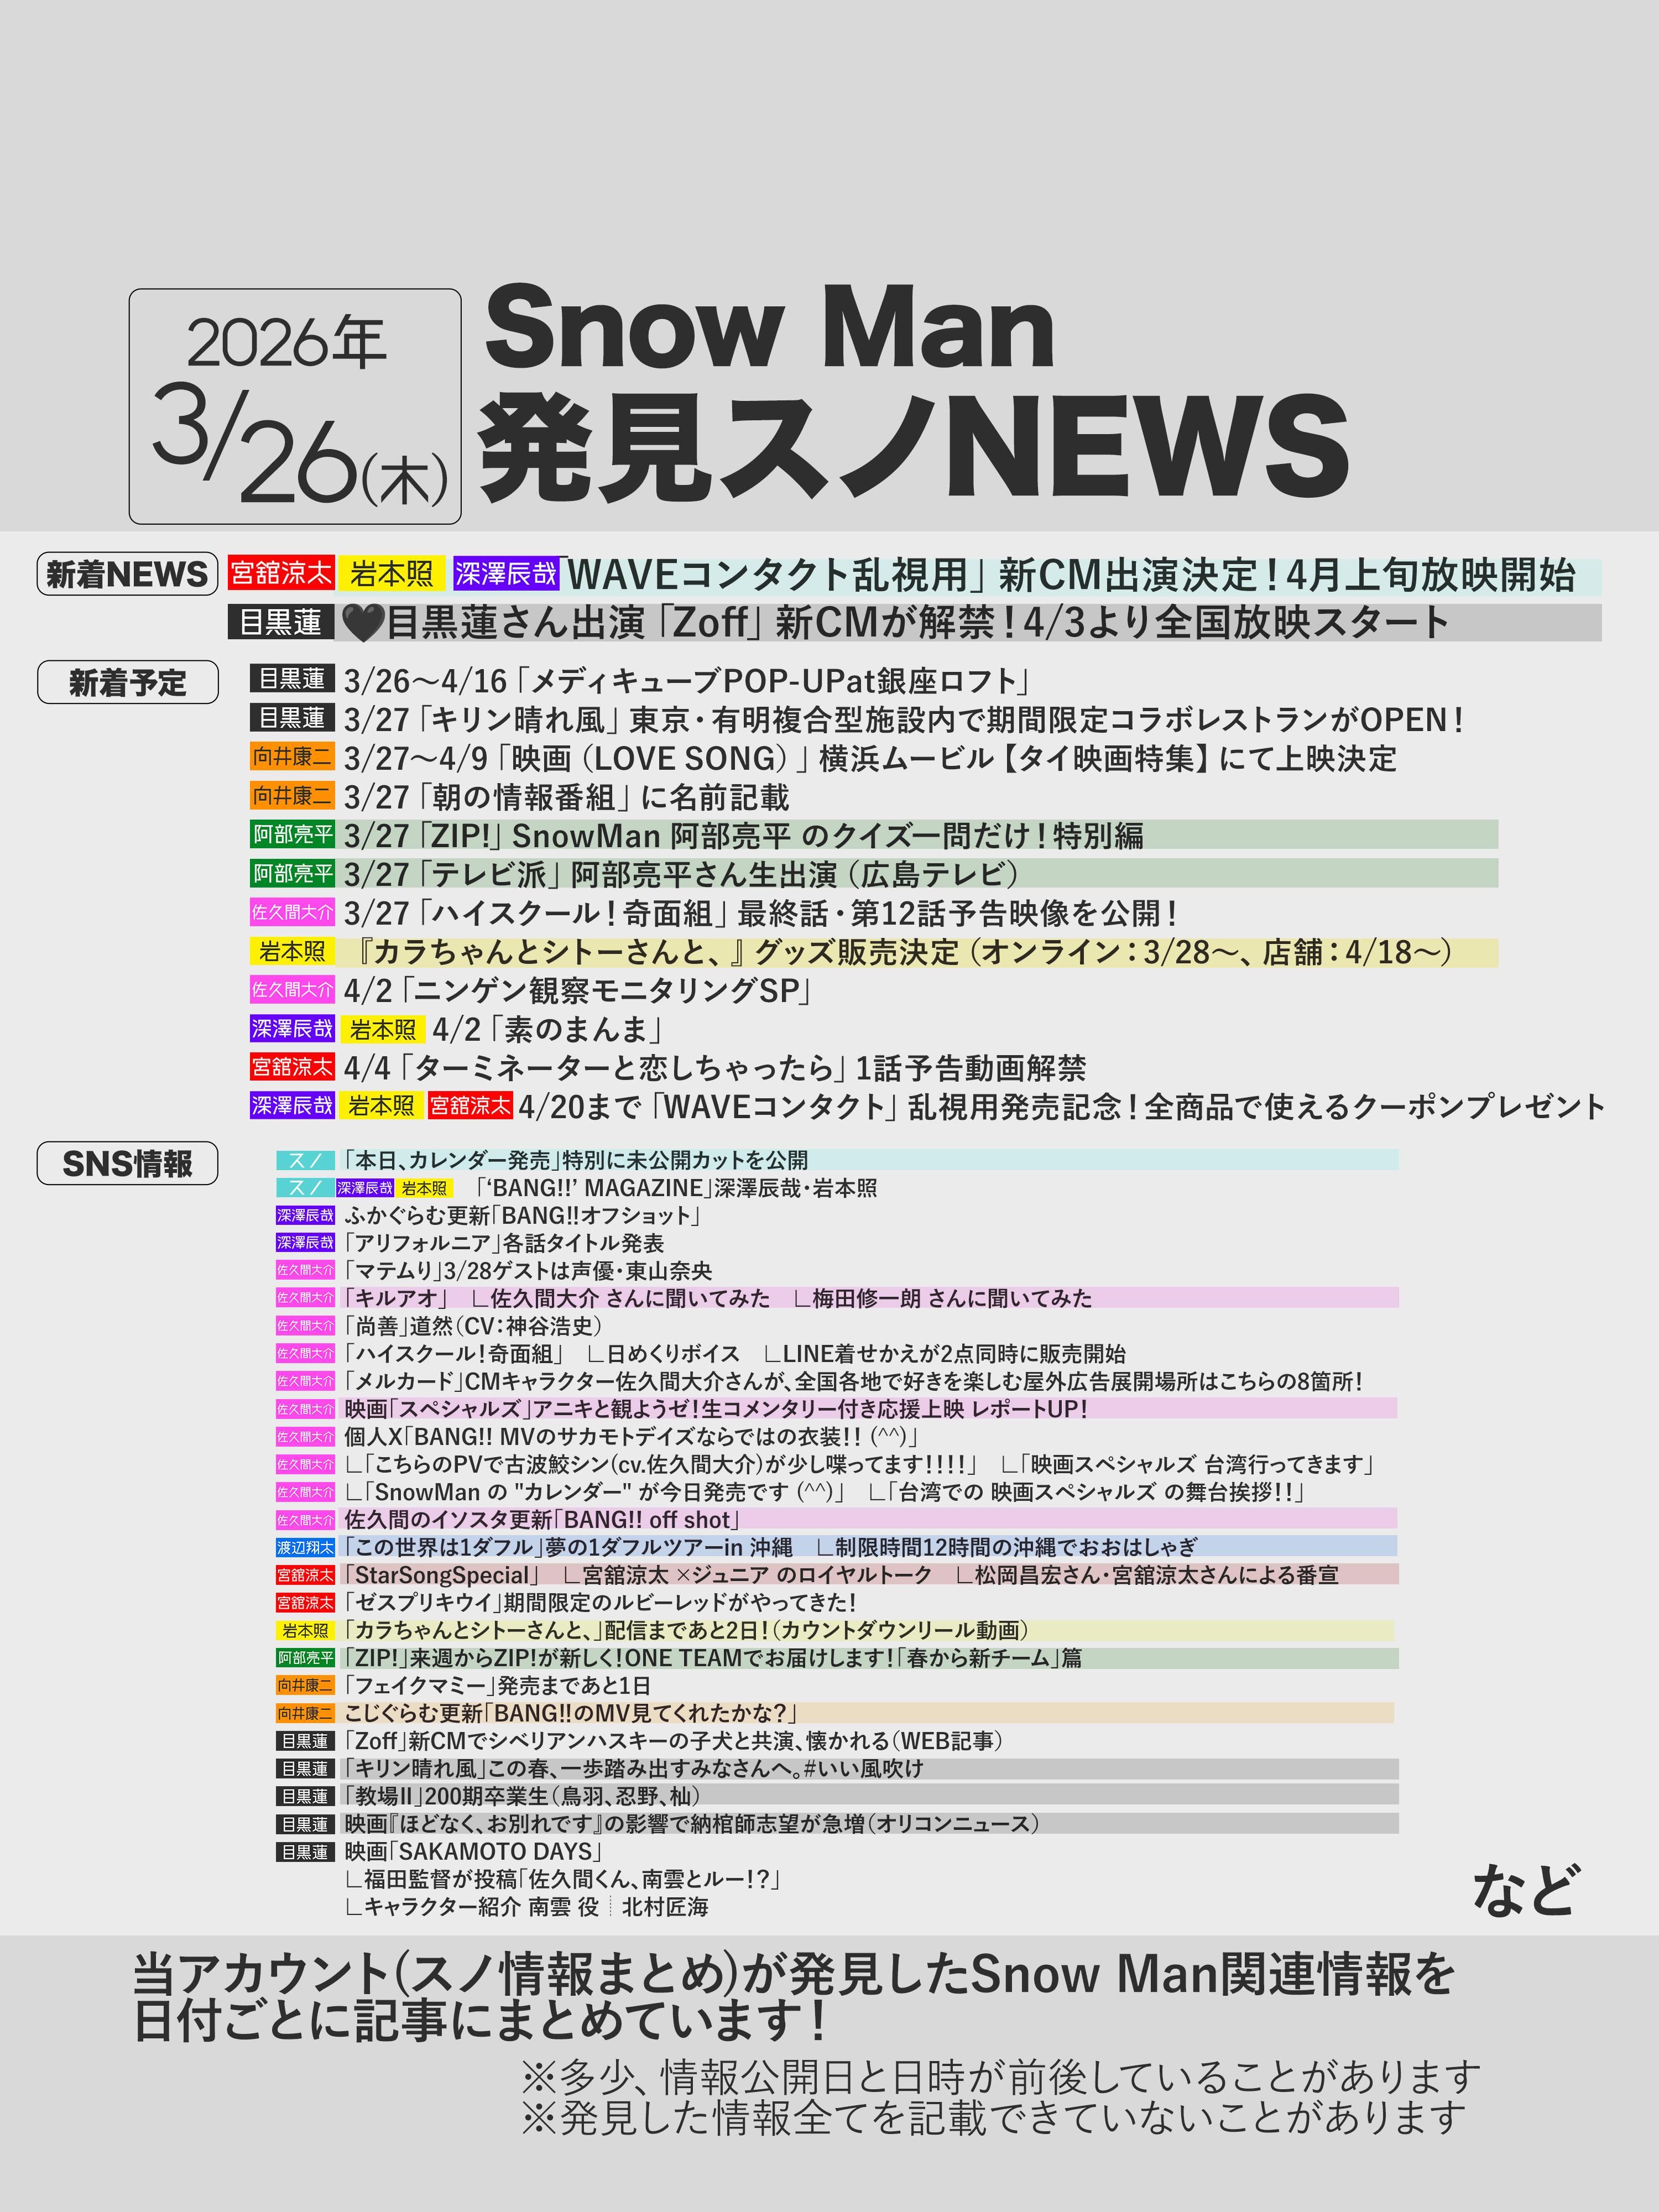 2026年
3/26(木)
Snow Man
発見スノNEWS
新着NEWS 宮舘涼太 岩本照 深澤辰哉 「WAVEコンタクト乱視用」新CM出演決定!4月上旬放映開始
目黒蓮 🖤目黒蓮さん出演「Zoff」新CMが解禁!4/3より全国放映スタート
新着予定 目黒蓮 3/26〜4/16「メディキューブPOP-UPat銀座ロフト」
目黒蓮 3/27「キリン晴れ風」東京・有明複合型施設内で期間限定コラボレストランがOPEN!
向井康二 3/27〜4/9「映画(LOVE SONG)」横浜ムービル【タイ映画特集】にて上映決定
向井康二 3/27「朝の情報番組」に名前記載
阿部亮平 3/27「ZIP!」SnowMan 阿部亮平 のクイズ一問だけ!特別編
阿部亮平 3/27「テレビ派」阿部亮平さん生出演(広島テレビ)
佐久間大介 3/27「ハイスクール!奇面組」最終話・第12話予告映像を公開!
岩本照 『カラちゃんとシトーさんと、』グッズ販売決定(オンライン:3/28〜、店舗:4/18〜)
佐久間大介 4/2「ニンゲン観察モニタリングSP」
深澤辰哉 岩本照 4/2「素のまんま」
宮舘涼太 4/4「ターミネーターと恋しちゃったら」1話予告動画解禁
深澤辰哉 岩本照 宮舘涼太 4/20まで「WAVEコンタクト」乱視用発売記念!全商品で使えるクーポンプレゼント
SNS情報 スノ 「本日、カレンダー発売」特別に未公開カットを公開
スノ 深澤辰哉 岩本照 「‘BANG!!’ MAGAZINE」深澤辰哉・岩本照
深澤辰哉 ふかぐらむ更新「BANG!!オフショット」
深澤辰哉 「アリフォルニア」各話タイトル発表
佐久間大介 「マテムり」3/28ゲストは声優・東山奈央
佐久間大介 「キルアオ」 ∟佐久間大介 さんに聞いてみた ∟梅田修一朗 さんに聞いてみた
佐久間大介 「尚善」道然(CV:神谷浩史)
佐久間大介 「ハイスクール!奇面組」 ∟日めくりボイス ∟LINE着せかえが2点同時に販売開始
佐久間大介 「メルカード」CMキャラクター佐久間大介さんが、全国各地で好きを楽しむ屋外広告展開場所はこちらの8箇所!
佐久間大介 映画「スペシャルズ」アニキと観ようゼ!生コメンタリー付き応援上映 レポートUP!
佐久間大介 個人X「BANG!! MVのサカモトデイズならではの衣装!! (^^)」
佐久間大介 ∟「こちらのPVで古波鮫シン(cv.佐久間大介)が少し喋ってます!!!!」 ∟「映画スペシャルズ 台湾行ってきます」
佐久間大介 ∟「SnowMan の "カレンダー" が今日発売です (^^)」 ∟「台湾での 映画スペシャルズ の舞台挨拶!!」
佐久間大介 佐久間のイソスタ更新「BANG!! off shot」
渡辺翔太 「この世界は1ダフル」夢の1ダフルツアーin 沖縄 ∟制限時間12時間の沖縄でおおはしゃぎ
宮舘涼太 「StarSongSpecial」 ∟宮舘涼太 ×ジュニア のロイヤルトーク ∟松岡昌宏さん・宮舘涼太さんによる番宣
宮舘涼太 「ゼスプリキウイ」期間限定のルビーレッドがやってきた!
岩本照 「カラちゃんとシトーさんと、」配信まであと2日!(カウントダウンリール動画)
阿部亮平 「ZIP!」来週からZIP!が新しく!ONE TEAMでお届けします!「春から新チーム」篇
向井康二 「フェイクマミー」発売まであと1日
向井康二 こじぐらむ更新「BANG!!のMV見てくれたかな?」
目黒蓮 「Zoff」新CMでシベリアンハスキーの子犬と共演、懐かれる(WEB記事)
目黒蓮 「キリン晴れ風」この春、一歩踏み出すみなさんへ。#いい風吹け
目黒蓮 「教場II」200期卒業生(鳥羽、忍野、杣)
目黒蓮 映画『ほどなく、お別れです』の影響で納棺師志望が急増(オリコンニュース)
目黒蓮 映画「SAKAMOTO DAYS」
∟福田監督が投稿「佐久間くん、南雲とルー!?」
∟キャラクター紹介 南雲 役┊北村匠海
など
当アカウント(スノ情報まとめ)が発見したSnow Man関連情報を
日付ごとに記事にまとめています!
※多少、情報公開日と日時が前後していることがあります
※発見した情報全てを記載できていないことがあります